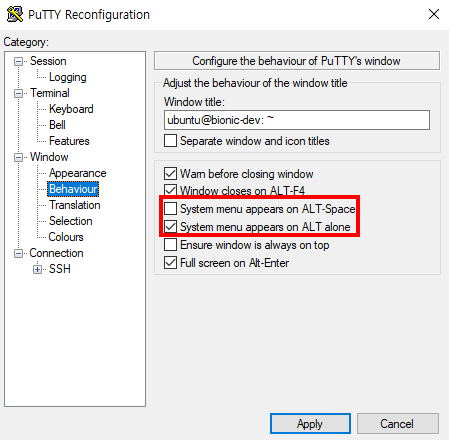 PuTTY Reconfiguration
Category:
Session
Logging
Terminal
Keyboard
Bell
Features
Window
Appearance
Behaviour
Translation
Selection
Colours
Connection
SSH
Configure the behaviour of PuTTY's window
Adjust the behaviour of the window title
Window title:
ubuntu@bionic-dev: ~
Separate window and icon titles
Warn before closing window
Window closes on ALT-F4
System menu appears on ALT-Space
System menu appears on ALT alone
Ensure window is always on top
Full screen on Alt-Enter
Apply
Cancel